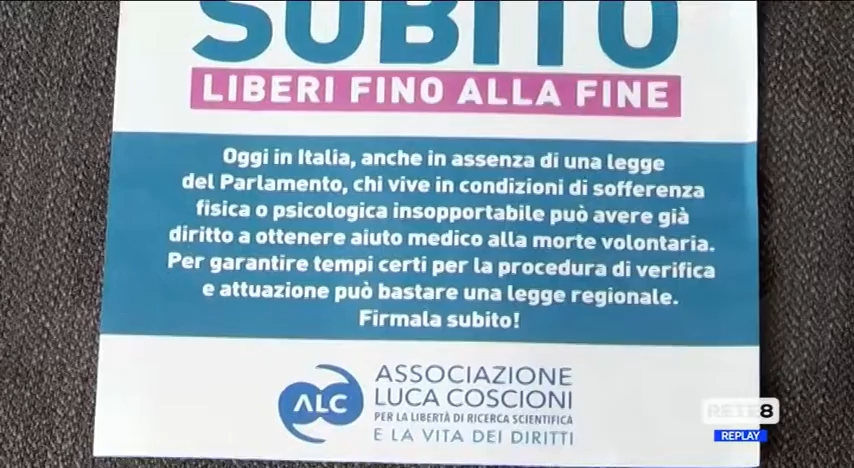 SUBITO
LIBERI FINO ALLA FINE
Oggi in Italia, anche in assenza di una legge
del Parlamento, chi vive in condizioni di sofferenza
fisica o psicologica insopportabile può avere già
diritto a ottenere aiuto medico alla morte volontaria.
Per garantire tempi certi per la procedura di verifica
e attuazione può bastare una legge regionale.
Firmala subito!
ALC
ASSOCIAZIONE
LUCA COSCIONI
PER LA LIBERTÀ DI RICERCA SCIENTIFICA
E LA VITA DEI DIRITTI
RETE8
REPLAY